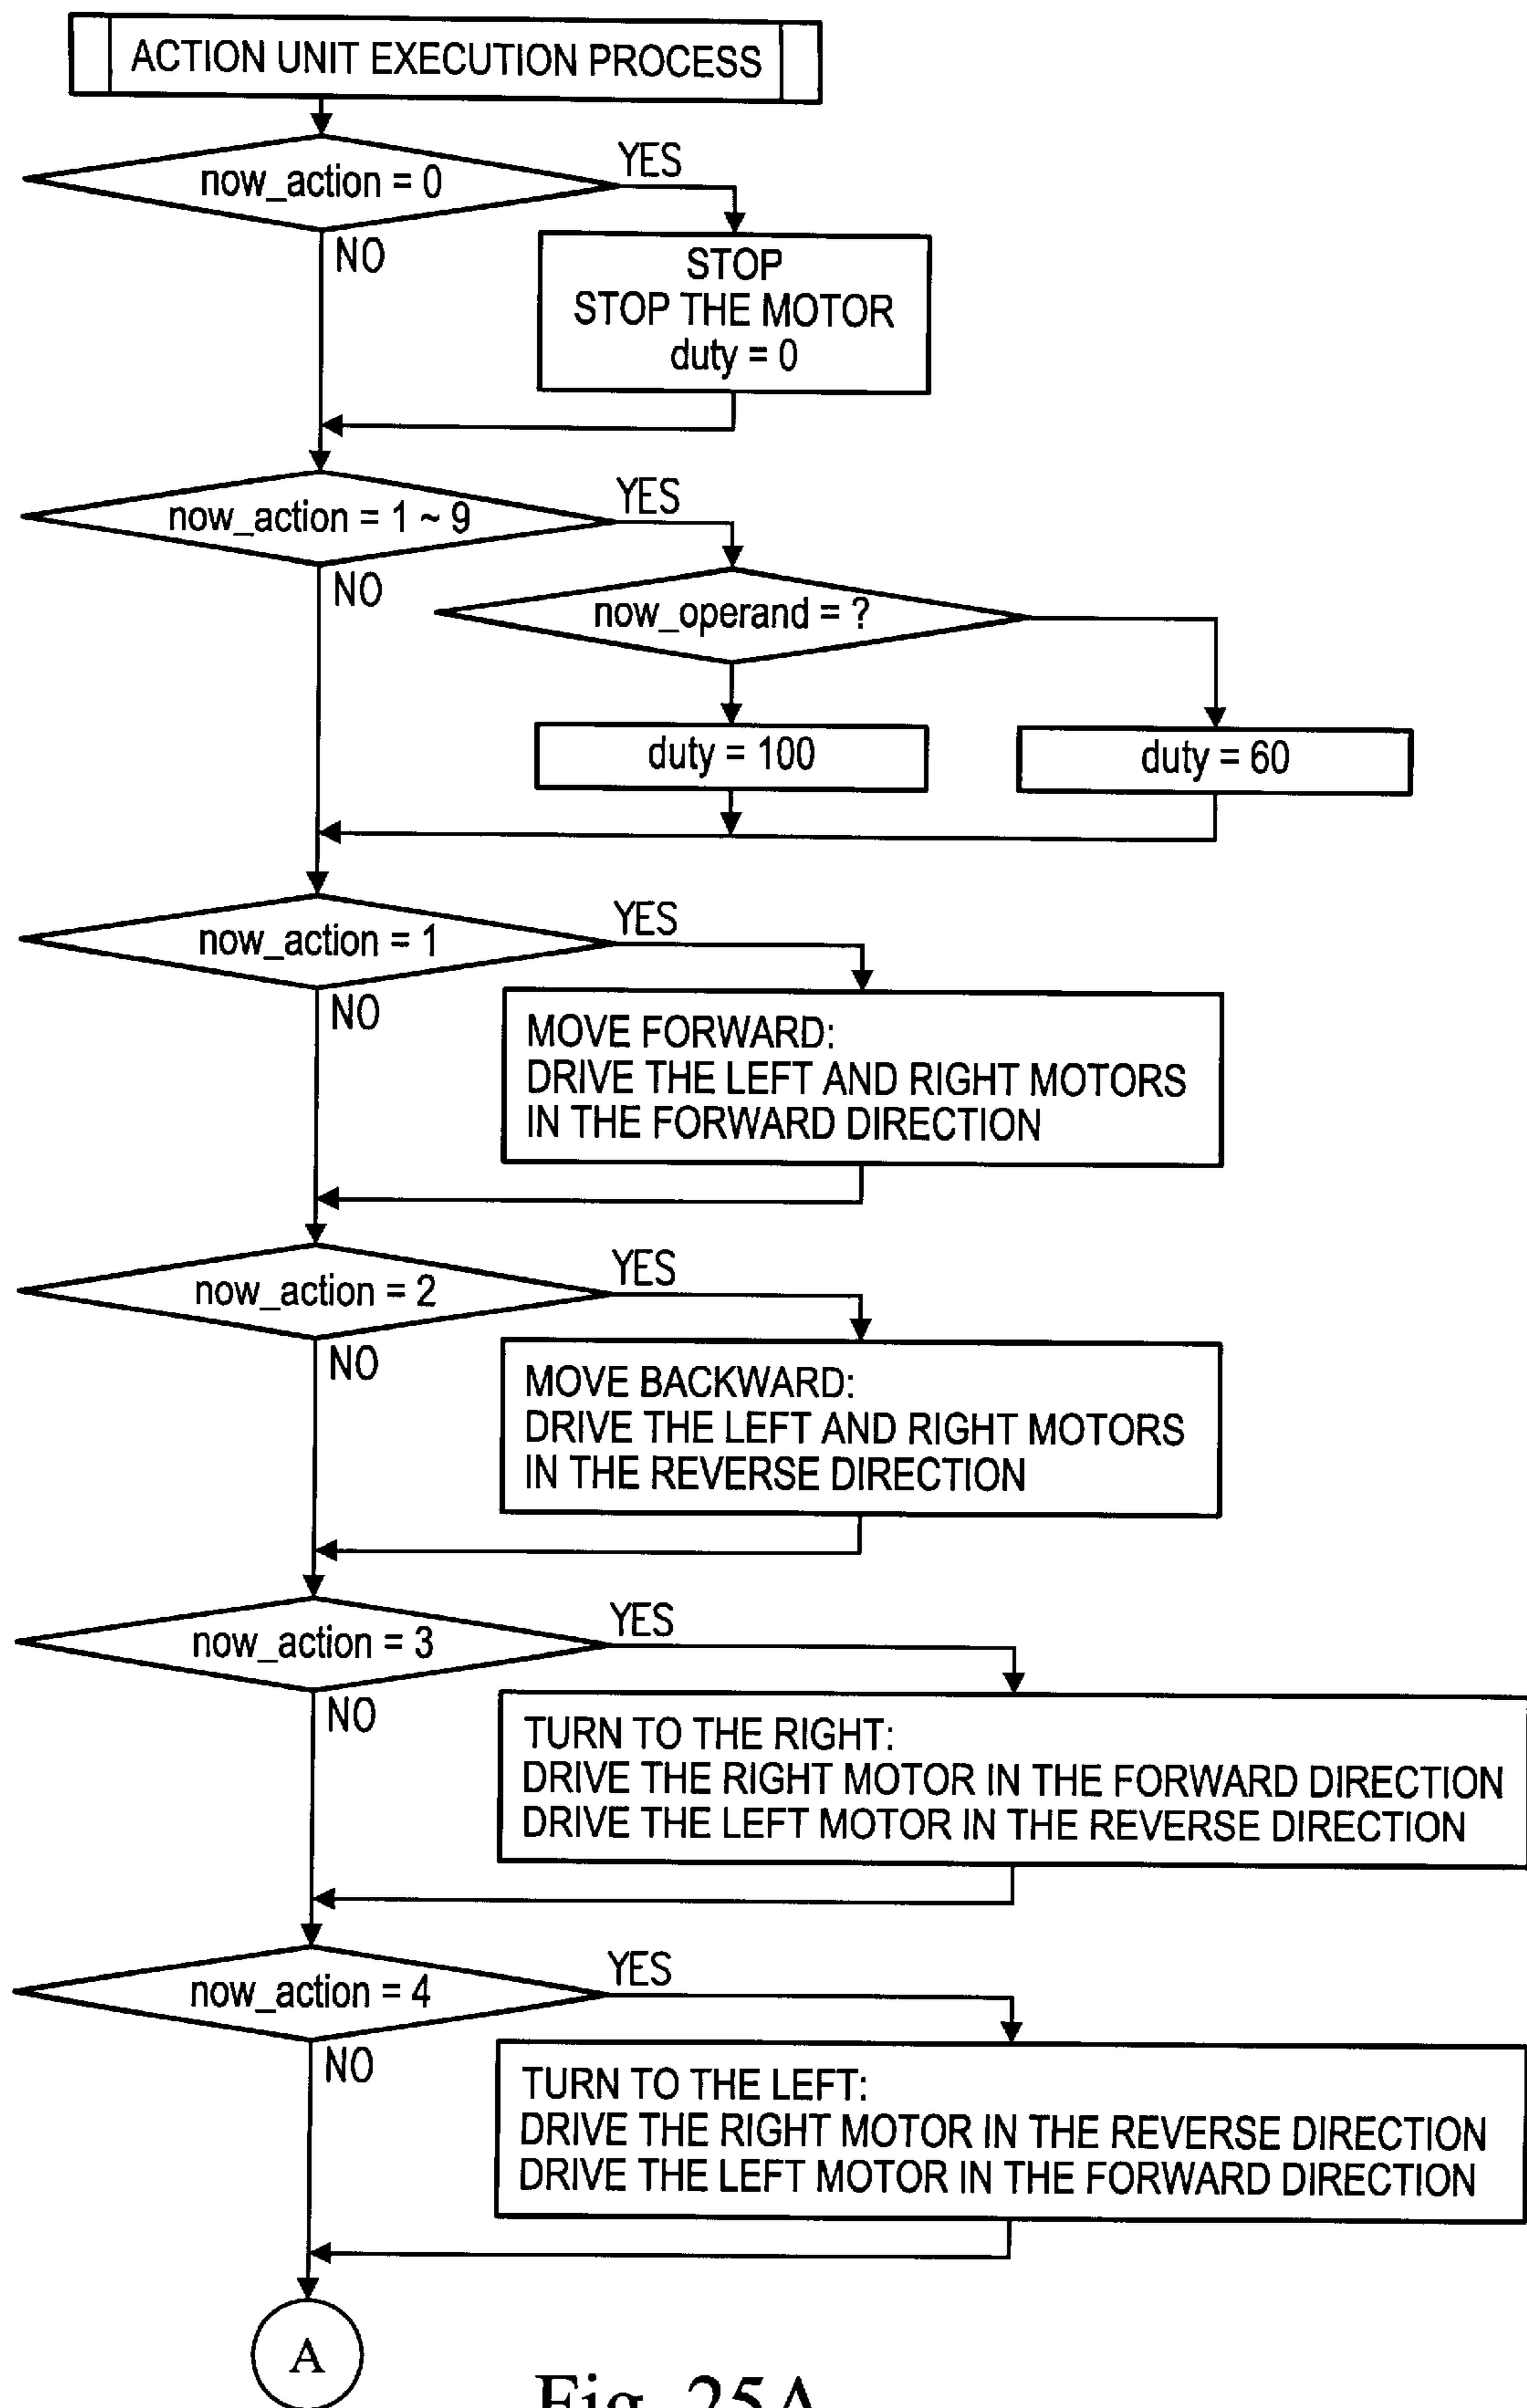 ACTION UNIT EXECUTION PROCESS
now_action = 0
YES
NO
STOP
STOP THE MOTOR
duty = 0
now_action = 1 ~ 9
YES
NO
now_operand = ?
duty = 100
duty = 60
now_action = 1
YES
NO
MOVE FORWARD:
DRIVE THE LEFT AND RIGHT MOTORS
IN THE FORWARD DIRECTION
now_action = 2
YES
NO
MOVE BACKWARD:
DRIVE THE LEFT AND RIGHT MOTORS
IN THE REVERSE DIRECTION
now_action = 3
YES
NO
TURN TO THE RIGHT:
DRIVE THE RIGHT MOTOR IN THE FORWARD DIRECTION
DRIVE THE LEFT MOTOR IN THE REVERSE DIRECTION
now_action = 4
YES
NO
TURN TO THE LEFT:
DRIVE THE RIGHT MOTOR IN THE REVERSE DIRECTION
DRIVE THE LEFT MOTOR IN THE FORWARD DIRECTION
A
Fig. 25A